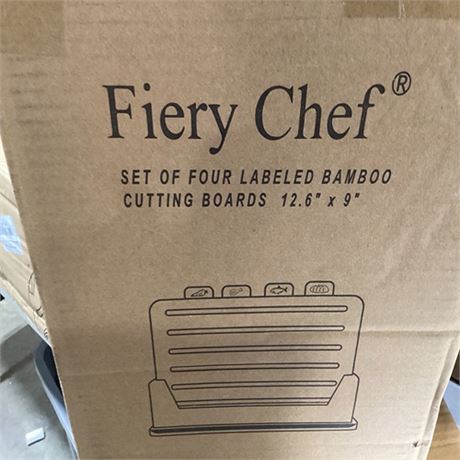 Fiery Chef®
SET OF FOUR LABELED BAMBOO
CUTTING BOARDS 12.6" x 9"